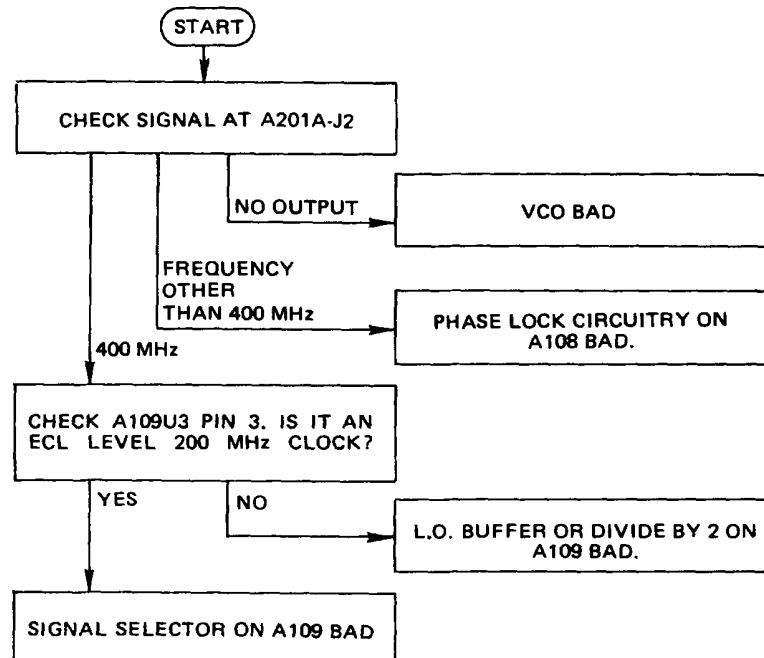 START
CHECK SIGNAL AT A201A-J2
NO OUTPUT
VCO BAD
FREQUENCY
OTHER
THAN 400 MHz
PHASE LOCK CIRCUITRY ON
A108 BAD.
400 MHz
CHECK A109U3 PIN 3. IS IT AN
ECL LEVEL 200 MHz CLOCK?
YES
NO
L.O. BUFFER OR DIVIDE BY 2 ON
A109 BAD.
SIGNAL SELECTOR ON A109 BAD